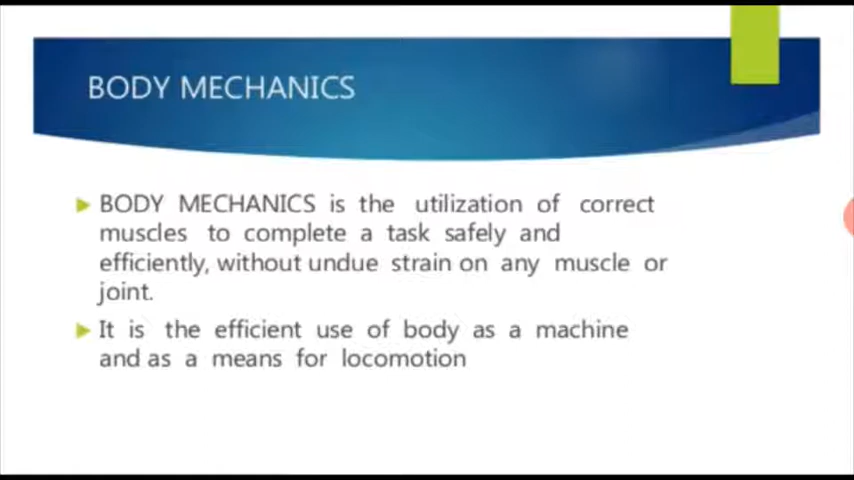 BODY MECHANICS
BODY MECHANICS is the utilization of correct
muscles to complete a task safely and
efficiently, without undue strain on any muscle or
joint.
It is the efficient use of body as a machine
and as a means for locomotion